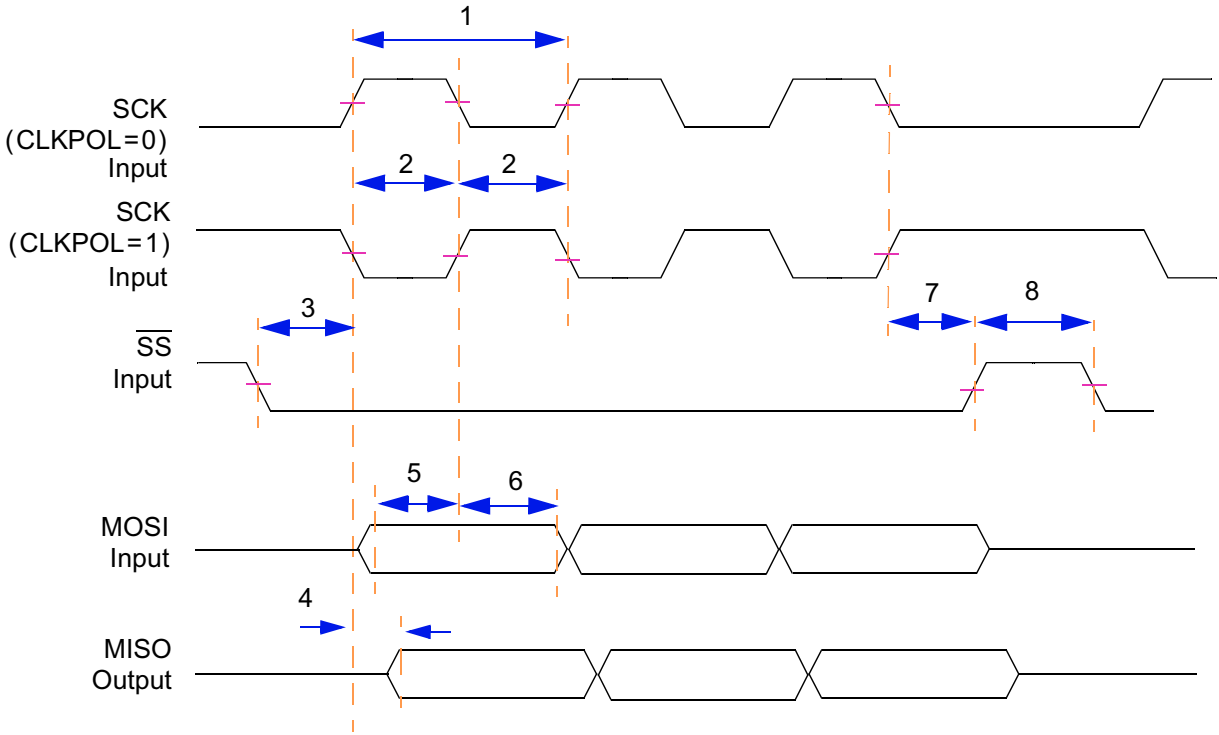 1
SCK
(CLKPOL=0)
Input
2
2
SCK
(CLKPOL=1)
Input
3
7
8
SS
Input
5
6
MOSI
Input
4
MISO
Output